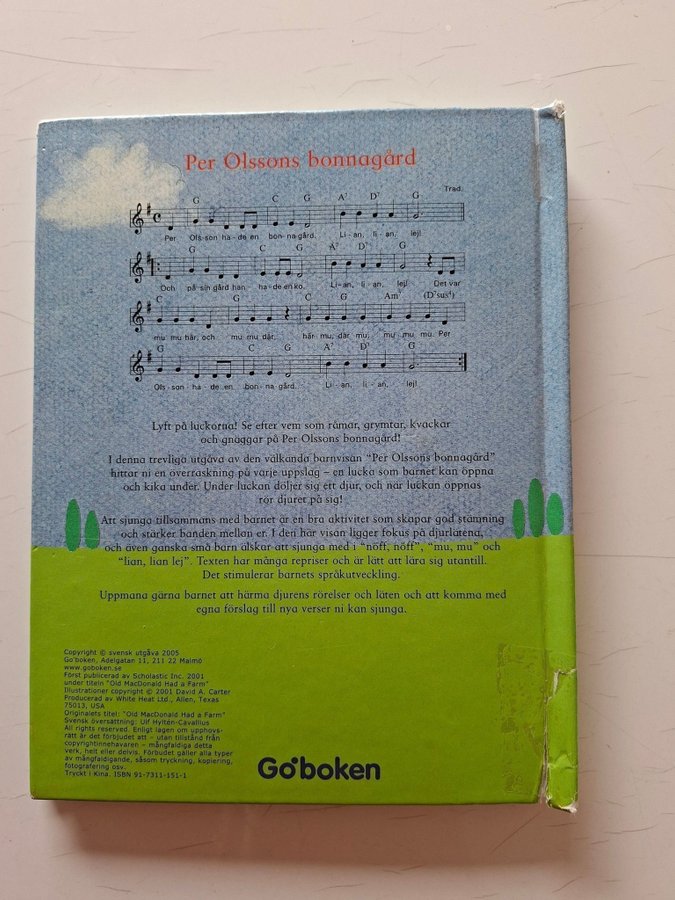 Per Olssons bonnagård
Trad.
G C G A7 D7 G
Per Ols-son ha-de en bon-na-gård. Li-an, li-an, lej!
G C G A7 D7 G
Och på sin gård han ha-de en ko. Li-an, li-an, lej! Det var
C G C G Am7 (D7sus4)
mu mu här, och mu mu där, här mu, där mu, mu mu mu. Per
G C G A7 D7 G
Ols-son ha-de en bon-na-gård. Li-an, li-an, lej!
Lyft på luckorna! Se efter vem som råmar, grymtar, kvackar
och gnäggar på Per Olssons bonnagård!
I denna trevliga utgåva av den välkända barnvisan "Per Olssons bonnagård"
hittar ni en överraskning på varje uppslag – en lucka som barnet kan öppna
och kika under. Under luckan döljer sig ett djur, och när luckan öppnas
rör djuret på sig!
Att sjunga tillsammans med barnet är en bra aktivitet som skapar god stämning
och stärker banden mellan er. I den här visan ligger fokus på djurlätena,
och även ganska små barn älskar att sjunga med i "nöff, nöff", "mu, mu" och
"lian, lian lej". Texten har många repriser och är lätt att lära sig utantill.
Det stimulerar barnets språkutveckling.
Uppmana gärna barnet att härma djurens rörelser och läten och att komma med
egna förslag till nya verser ni kan sjunga.
Copyright © svensk utgåva 2005
Go'boken, Adelgatan 11, 211 22 Malmö
www.goboken.se
Först publicerad av Scholastic Inc. 2001
under titeln "Old MacDonald Had a Farm"
Illustrationer copyright © 2001 David A. Carter
Producerad av White Heat Ltd., Allen, Texas
75013, USA
Originalets titel: "Old MacDonald Had a Farm"
Svensk översättning: Ulf Hyltén-Cavallius
All rights reserved. Enligt lagen om upphovs-
rätt är det förbjudet att – utan tillstånd från
copyrightinnehavaren – mångfaldiga detta
verk, helt eller delvis. Förbudet gäller alla typer
av mångfaldigande, såsom tryckning, kopiering,
fotografering osv.
Tryckt i Kina. ISBN 91-7311-151-1
Go'boken